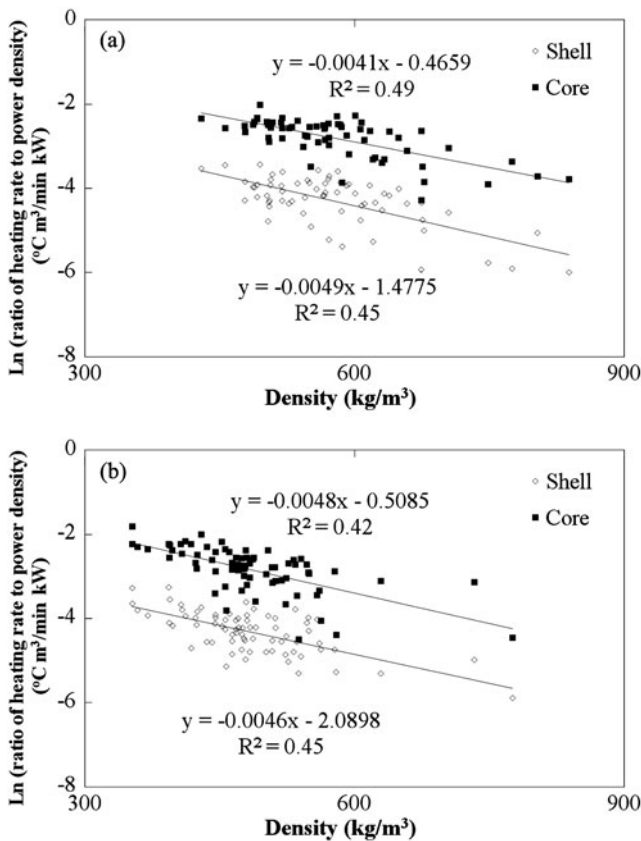 0
-2
-4
-6
-8
300
600
900
Density (kg/m³)
Ln (ratio of heating rate to power density)
(°C m³/min kW)
(a)
y = -0.0041x - 0.4659
R² = 0.49
Shell
Core
y = -0.0049x - 1.4775
R² = 0.45
0
-2
-4
-6
-8
300
600
900
Density (kg/m³)
Ln (ratio of heating rate to power density)
(°C m³/min kW)
(b)
y = -0.0048x - 0.5085
R² = 0.42
Shell
Core
y = -0.0046x - 2.0898
R² = 0.45